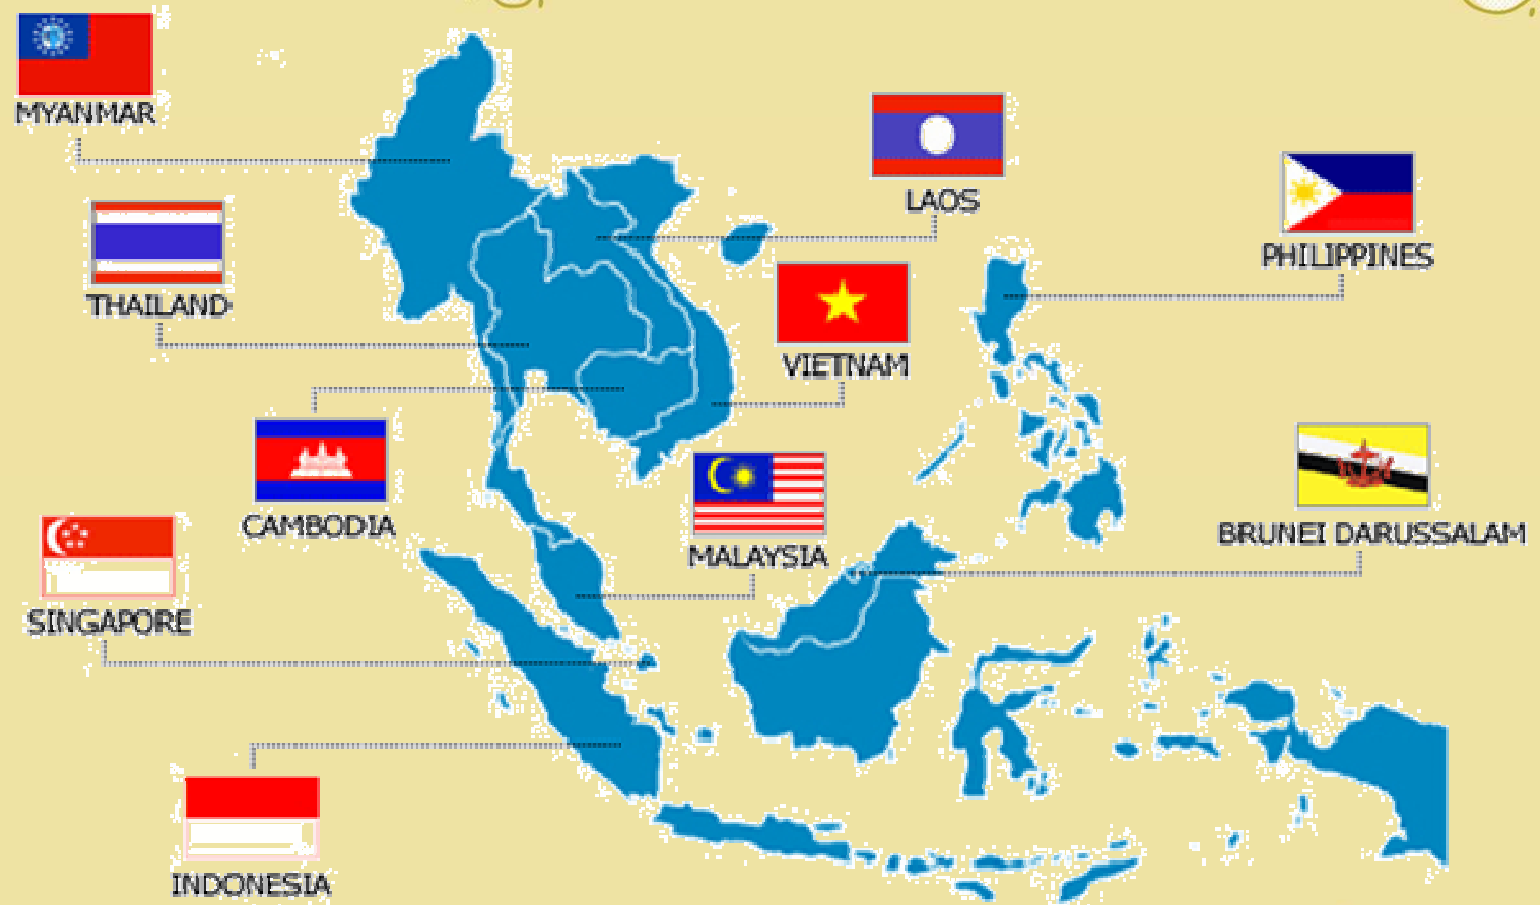 MYANMAR
LAOS
PHILIPPINES
THAILAND
VIETNAM
CAMBODIA
MALAYSIA
BRUNEI DARUSSALAM
SINGAPORE
INDONESIA